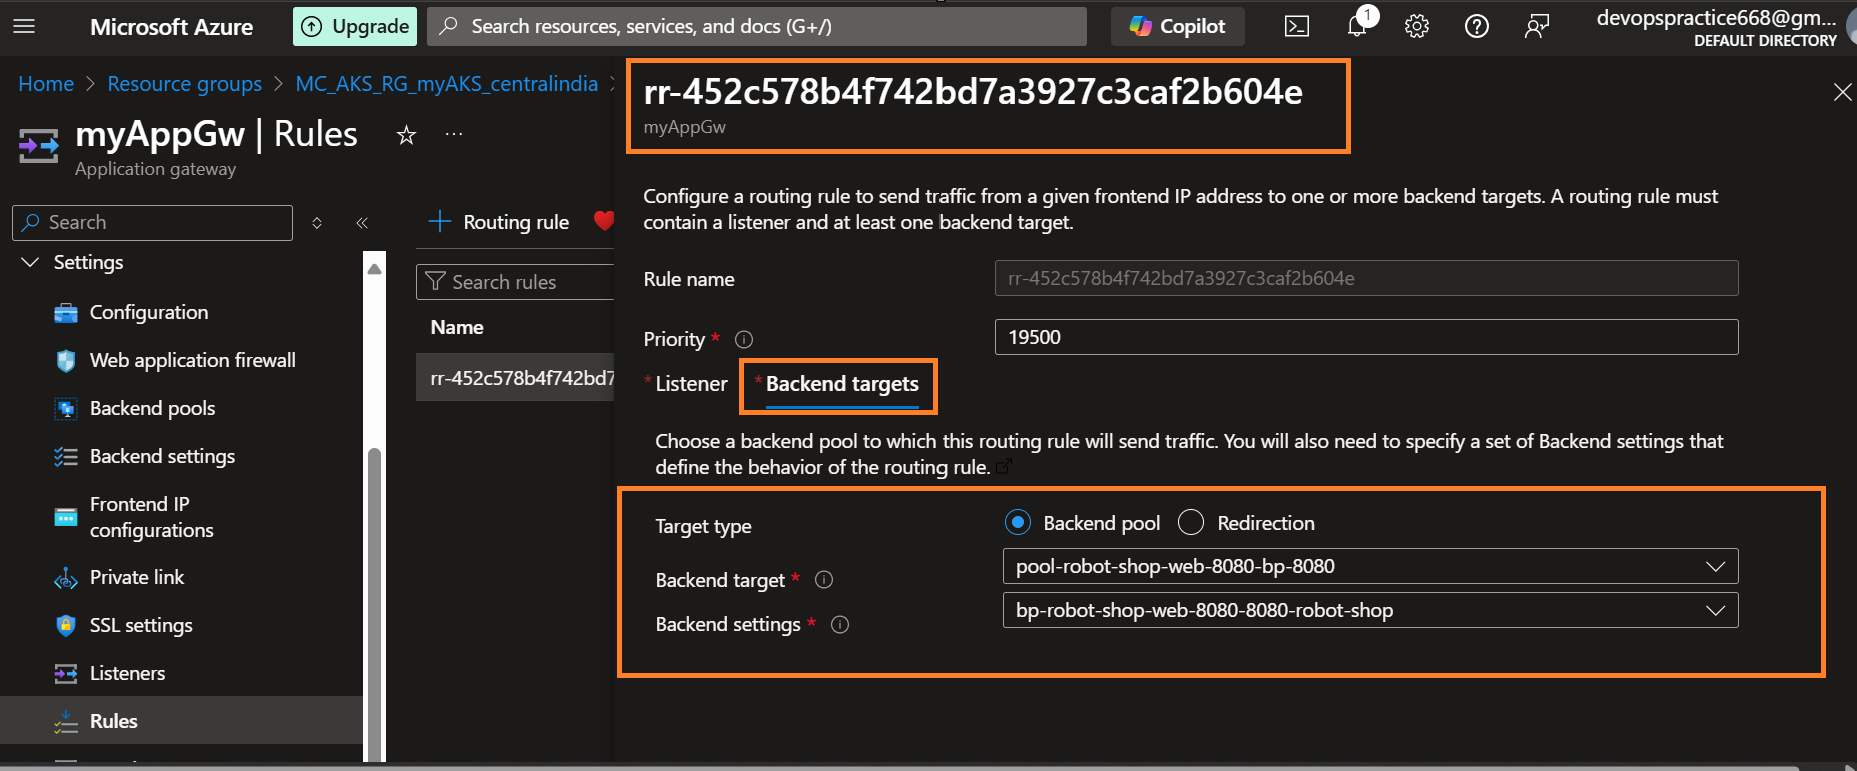 Microsoft Azure
Upgrade
Search resources, services, and docs (G+/)
Copilot
1
devopspractice668@gm...
DEFAULT DIRECTORY
Home > Resource groups > MC_AKS_RG_myAKS_centralindia >
myAppGw | Rules
Application gateway
Search
Settings
Configuration
Web application firewall
Backend pools
Backend settings
Frontend IP
configurations
Private link
SSL settings
Listeners
Rules
Routing rule
Search rules
Name
rr-452c578b4f742bd7
rr-452c578b4f742bd7a3927c3caf2b604e
myAppGw
Configure a routing rule to send traffic from a given frontend IP address to one or more backend targets. A routing rule must
contain a listener and at least one backend target.
Rule name
rr-452c578b4f742bd7a3927c3caf2b604e
Priority *
19500
* Listener
* Backend targets
Choose a backend pool to which this routing rule will send traffic. You will also need to specify a set of Backend settings that
define the behavior of the routing rule.
Target type
Backend pool
Redirection
Backend target *
pool-robot-shop-web-8080-bp-8080
Backend settings *
bp-robot-shop-web-8080-8080-robot-shop